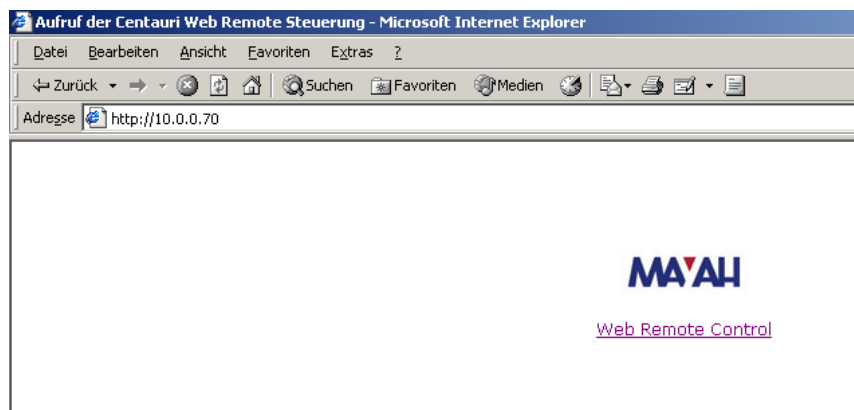 Aufruf der Centauri Web Remote Steuerung - Microsoft Internet Explorer
Datei Bearbeiten Ansicht Favoriten Extras ?
Zurück Suchen Favoriten Medien
Adresse http://10.0.0.70
MAYAH
Web Remote Control